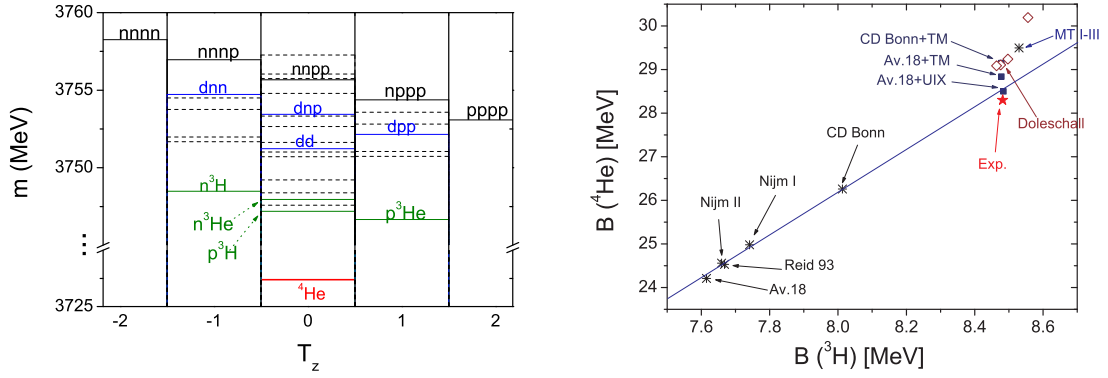 3760
nnnn
nnnp
nnpp
3755
dnn
nppp
dnp
pppp
dpp
dd
m (MeV)
3750
n³H
n³He
p³He
p³H
⋮
⁴He
3725
-2 -1 0 1 2
T_z
30
CD Bonn+TM
MT I-III
29
Av.18+TM
Av.18+UIX
28
Doleschall
27
CD Bonn
Exp.
B (⁴He) [MeV]
26
Nijm I
Nijm II
25
Reid 93
Av.18
24
7.6 7.8 8.0 8.2 8.4 8.6
B (³H) [MeV]